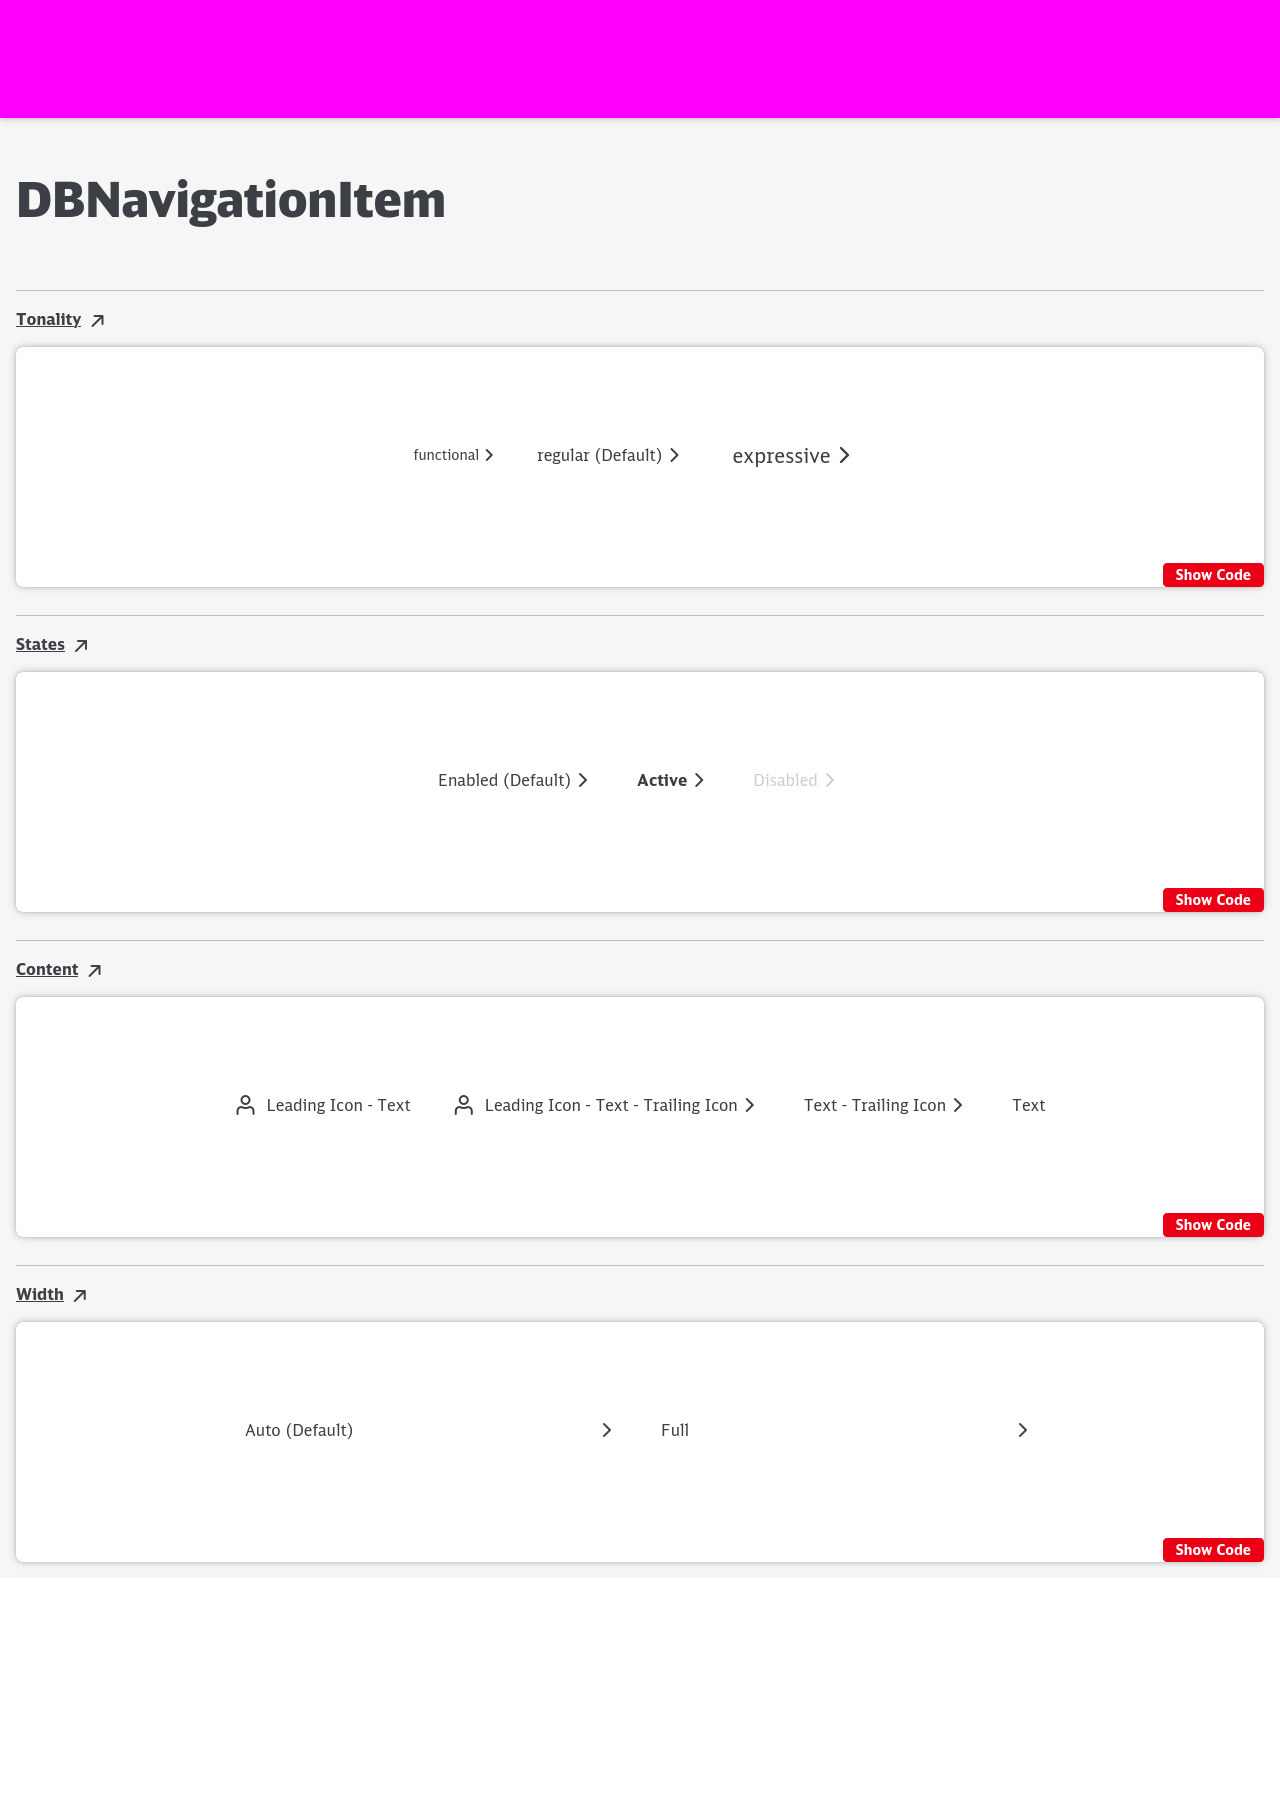 DBNavigationItem
Tonality
functional regular (Default) expressive
Show Code
States
Enabled (Default) Active Disabled
Show Code
Content
Leading Icon - Text Leading Icon - Text - Trailing Icon Text - Trailing Icon Text
Show Code
Width
Auto (Default) Full
Show Code